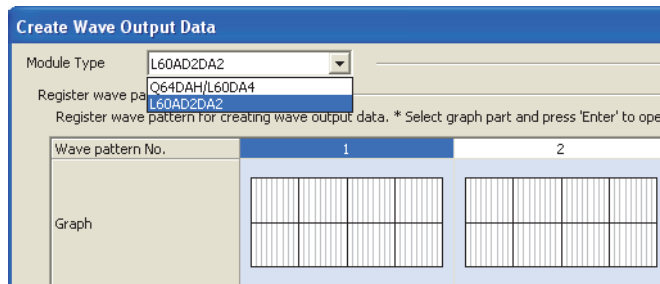 Create Wave Output Data
Module Type L60AD2DA2
Q64DAH/L60DA4
Register wave pa
L60AD2DA2
Register wave pattern for creating wave output data. * Select graph part and press 'Enter' to ope
Wave pattern No. 1 2
Graph